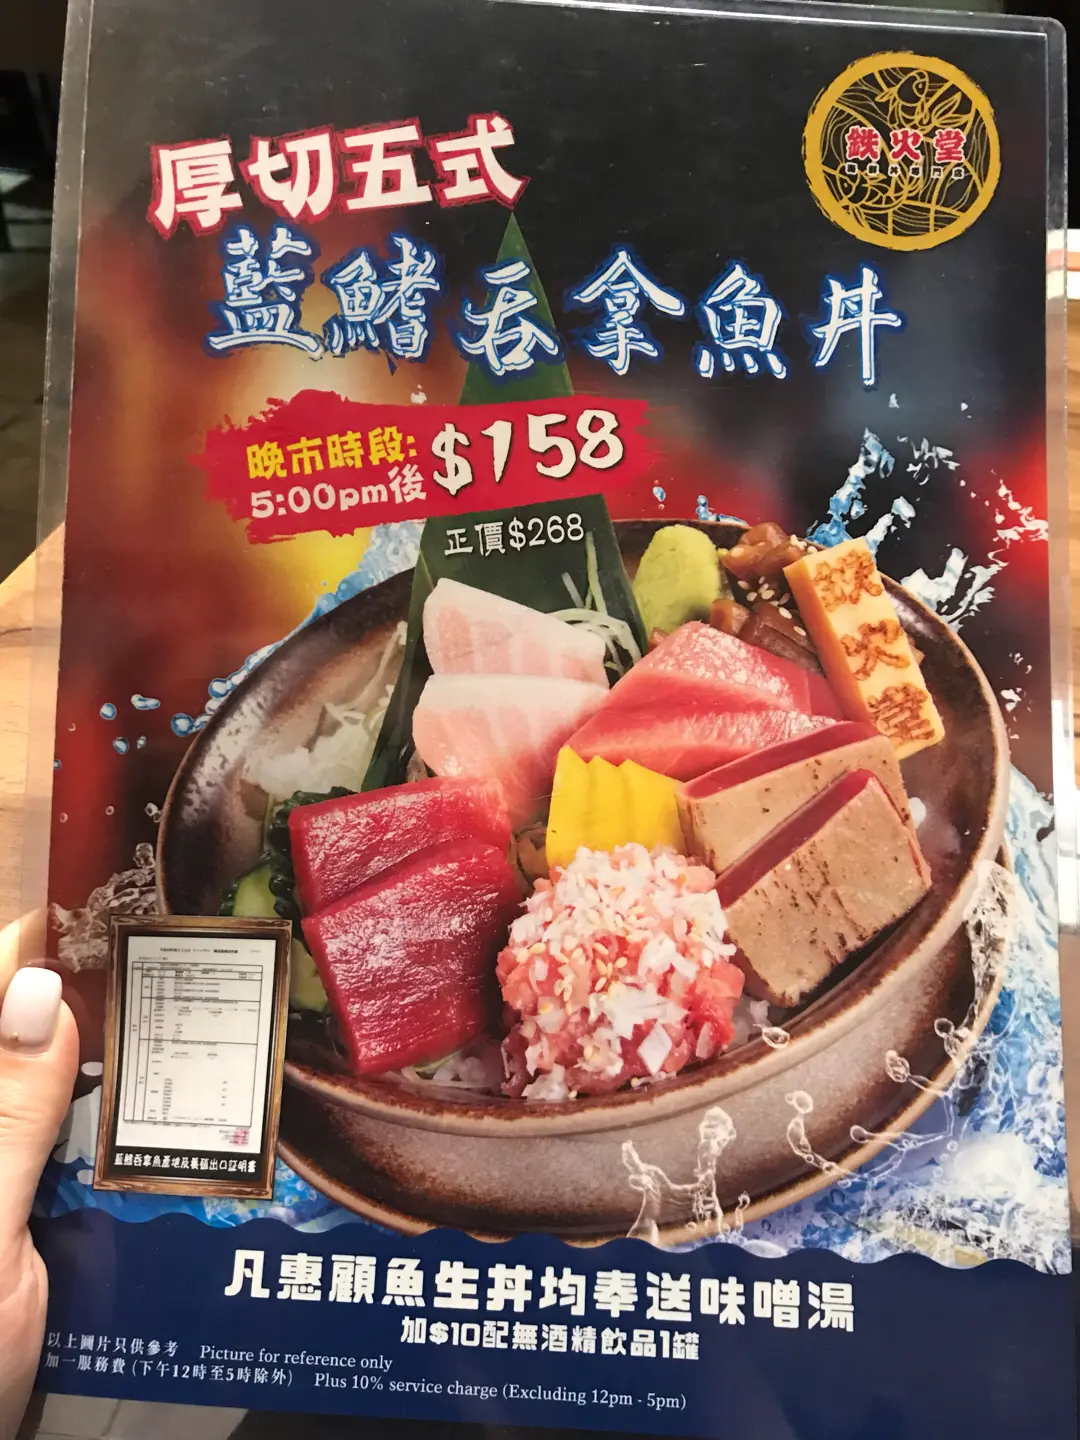 鉄火堂
厚切五式
藍鰭吞拿魚丼
晚市時段:
5:00pm後
$158
正價$268
鉄火堂
藍鰭吞拿魚產地及養殖出口証明書
凡惠顧魚生丼均奉送味噌湯
加$10配無酒精飲品1罐
以上圖片只供參考 Picture for reference only
加一服務費 (下午12時至5時除外) Plus 10% service charge (Excluding 12pm - 5pm)